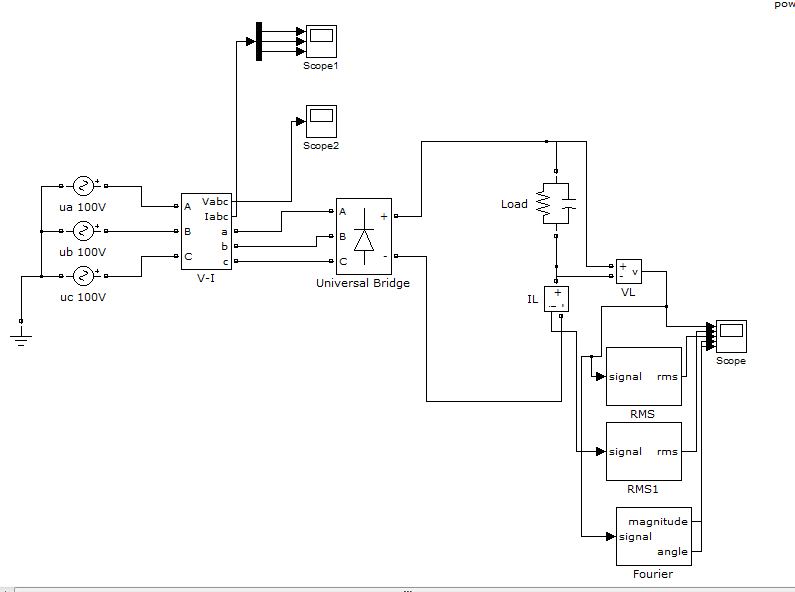 pow
Scope1
Scope2
ua 100V
ub 100V
uc 100V
A
B
C
Vabc
Iabc
a
b
c
V-I
A
B
C
+
-
Universal Bridge
Load
+
-
v
VL
IL
+
i
-
Scope
signal rms
RMS
signal rms
RMS1
magnitude
signal
angle
Fourier